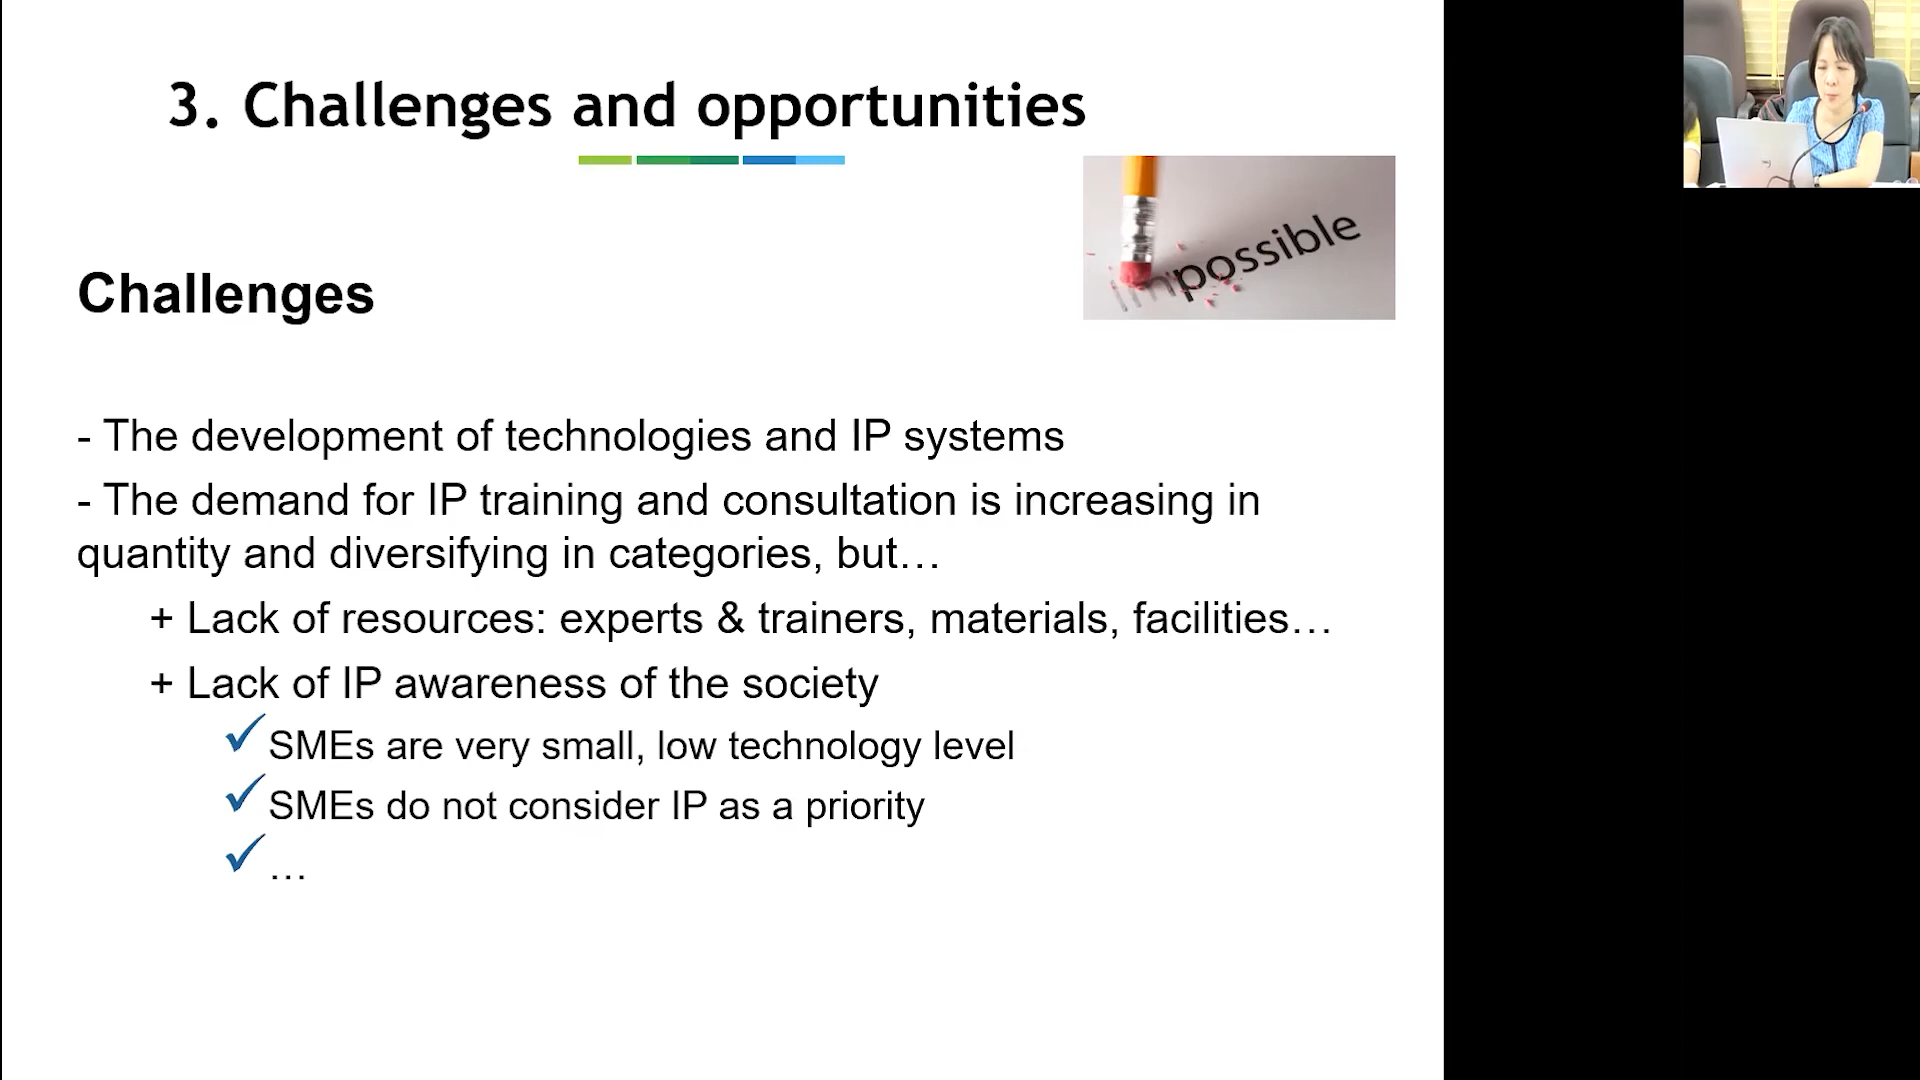 3. Challenges and opportunities
impossible
Challenges
- The development of technologies and IP systems
- The demand for IP training and consultation is increasing in
quantity and diversifying in categories, but…
+ Lack of resources: experts & trainers, materials, facilities…
+ Lack of IP awareness of the society
✓ SMEs are very small, low technology level
✓ SMEs do not consider IP as a priority
✓ …